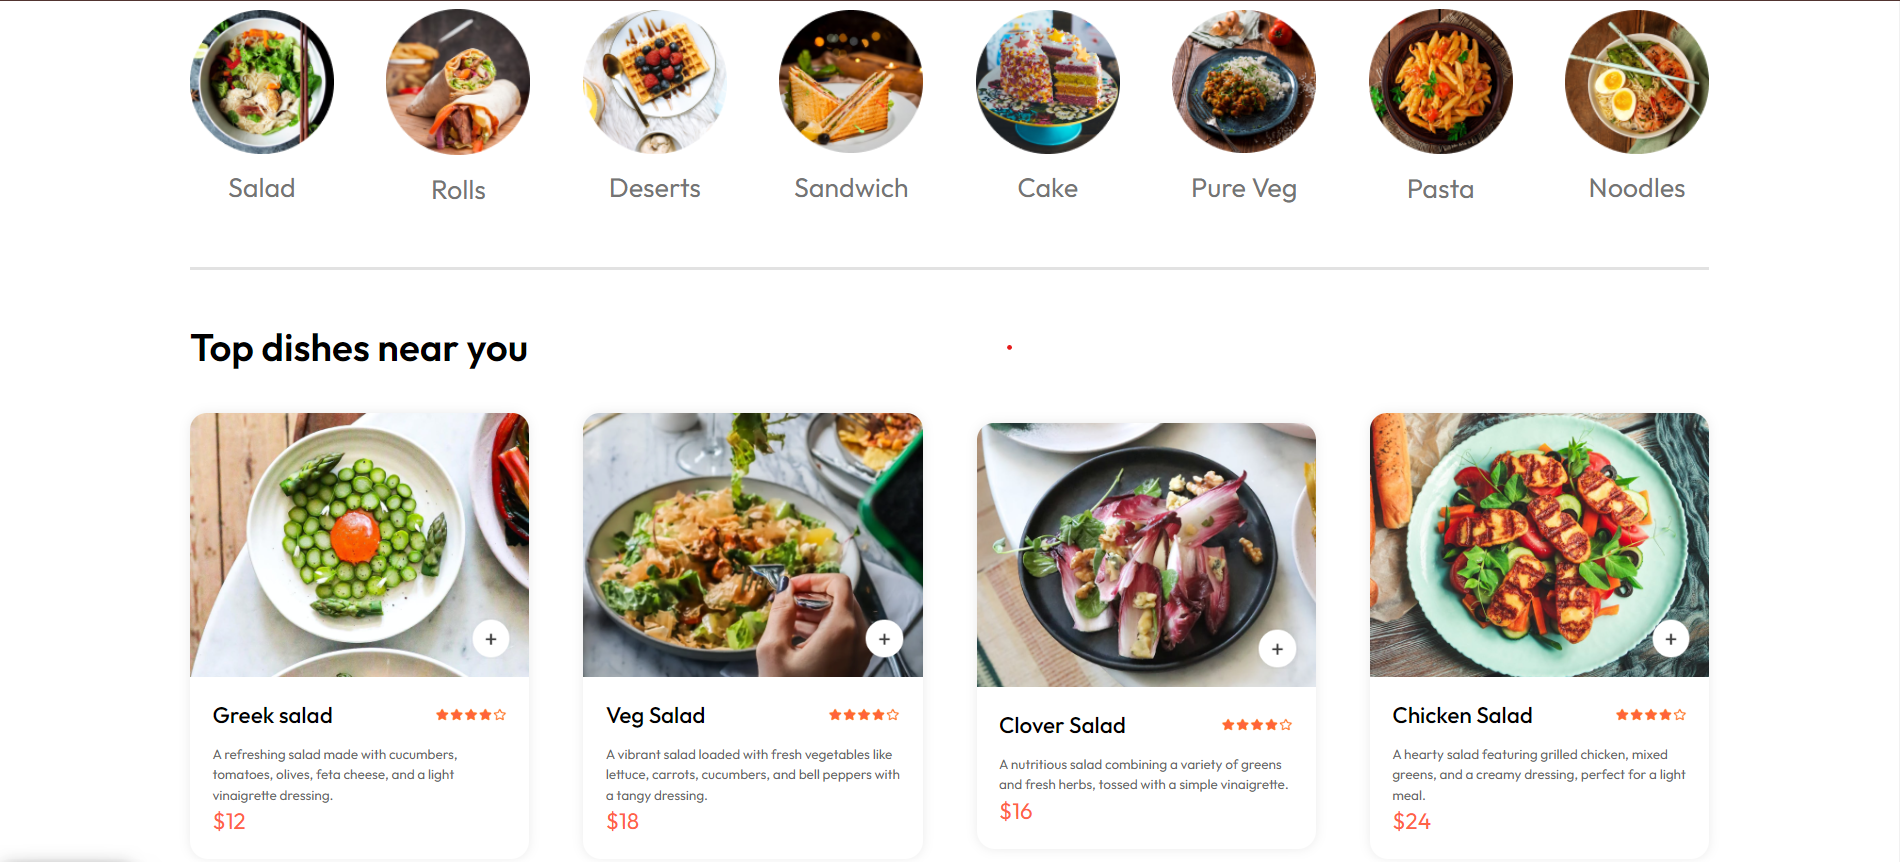 Salad
Rolls
Deserts
Sandwich
Cake
Pure Veg
Pasta
Noodles
Top dishes near you
+
+
+
+
Greek salad
A refreshing salad made with cucumbers,
tomatoes, olives, feta cheese, and a light
vinaigrette dressing.
$12
Veg Salad
A vibrant salad loaded with fresh vegetables like
lettuce, carrots, cucumbers, and bell peppers with
a tangy dressing.
$18
Clover Salad
A nutritious salad combining a variety of greens
and fresh herbs, tossed with a simple vinaigrette.
$16
Chicken Salad
A hearty salad featuring grilled chicken, mixed
greens, and a creamy dressing, perfect for a light
meal.
$24